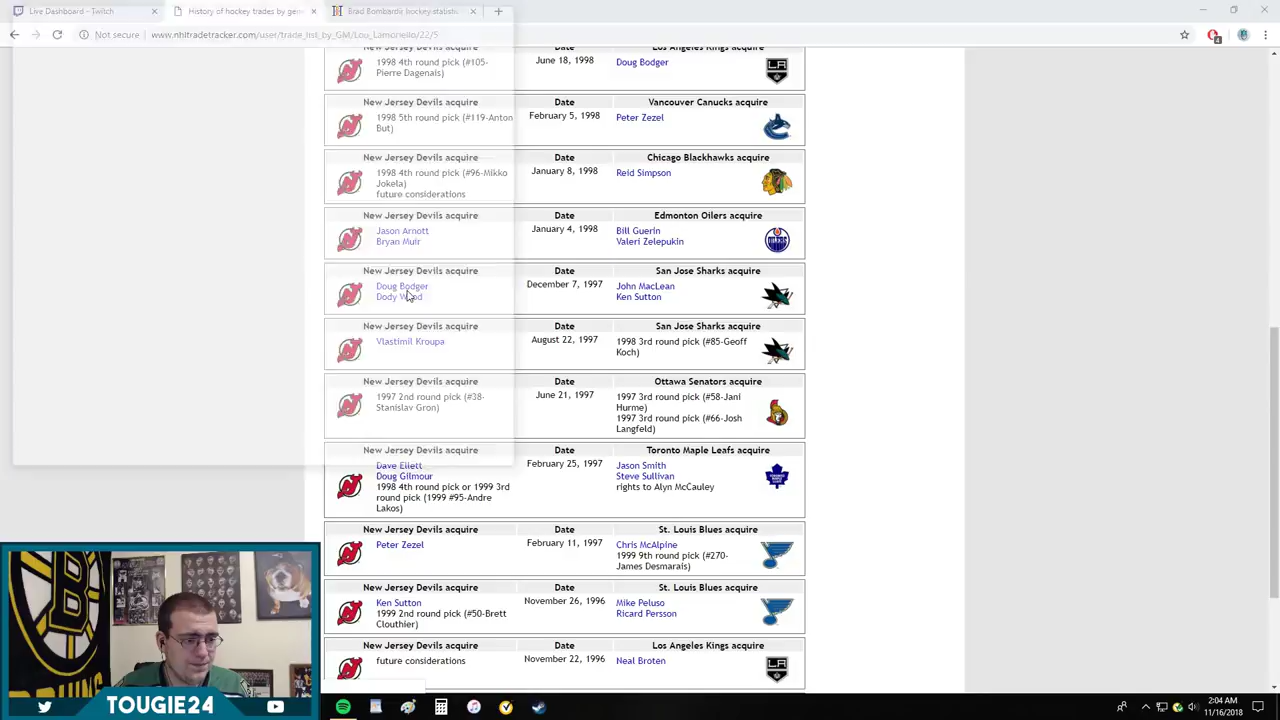 Live Dashboard - Twitch
History of hockey trades by gene
Brad Bombardir hockey statistic
Not secure
www.nhltradetracker.com/user/trade_list_by_GM/Lou_Lamoriello/22/5
New Jersey Devils acquire
Los Angeles Kings acquire
1998 4th round pick (#105-
Pierre Dagenais)
June 18, 1998
Doug Bodger
New Jersey Devils acquire Date Vancouver Canucks acquire
1998 5th round pick (#119-Anton
But)
February 5, 1998
Peter Zezel
New Jersey Devils acquire Date Chicago Blackhawks acquire
1998 4th round pick (#96-Mikko
Jokela)
future considerations
January 8, 1998
Reid Simpson
New Jersey Devils acquire Date Edmonton Oilers acquire
Jason Arnott
Bryan Muir
January 4, 1998
Bill Guerin
Valeri Zelepukin
New Jersey Devils acquire Date San Jose Sharks acquire
Doug Bodger
Dody Wood
December 7, 1997
John MacLean
Ken Sutton
New Jersey Devils acquire Date San Jose Sharks acquire
Vlastimil Kroupa
August 22, 1997
1998 3rd round pick (#85-Geoff
Koch)
New Jersey Devils acquire Date Ottawa Senators acquire
1997 2nd round pick (#38-
Stanislav Gron)
June 21, 1997
1997 3rd round pick (#58-Jani
Hurme)
1997 3rd round pick (#66-Josh
Langfeld)
New Jersey Devils acquire Date Toronto Maple Leafs acquire
Dave Ellett
Doug Gilmour
1998 4th round pick or 1999 3rd
round pick (1999 #95-Andre
Lakos)
February 25, 1997
Jason Smith
Steve Sullivan
rights to Alyn McCauley
New Jersey Devils acquire Date St. Louis Blues acquire
Peter Zezel
February 11, 1997
Chris McAlpine
1999 9th round pick (#270-
James Desmarais)
New Jersey Devils acquire Date St. Louis Blues acquire
Ken Sutton
1999 2nd round pick (#50-Brett
Clouthier)
November 26, 1996
Mike Peluso
Ricard Persson
New Jersey Devils acquire Date Los Angeles Kings acquire
future considerations
November 22, 1996
Neal Broten
LA
LA
TOUGIE24
2:04 AM
11/16/2018